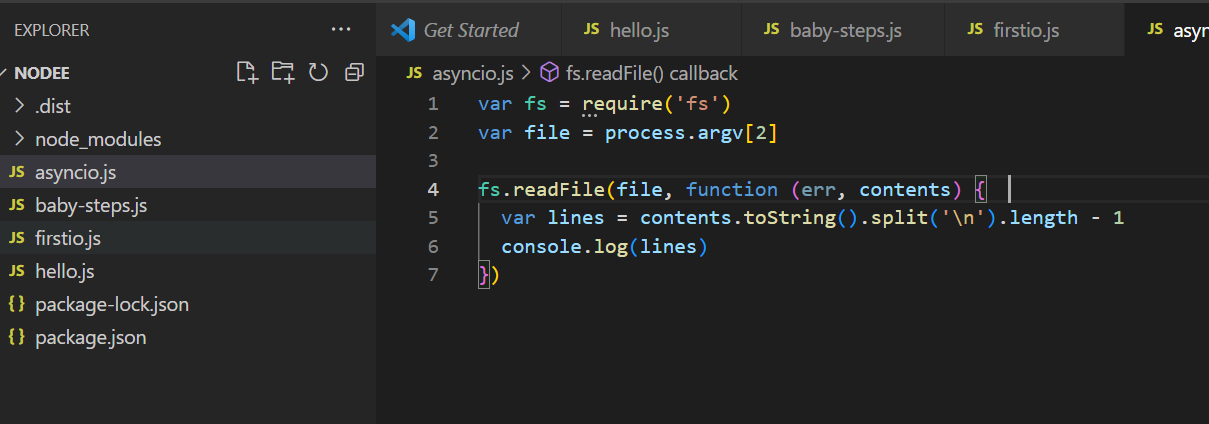 EXPLORER
...
NODEE
.dist
node_modules
JS asyncio.js
JS baby-steps.js
JS firstio.js
JS hello.js
{} package-lock.json
{} package.json
Get Started
JS hello.js
JS baby-steps.js
JS firstio.js
JS asyn
JS asyncio.js > fs.readFile() callback
1 var fs = require('fs')
2 var file = process.argv[2]
3
4 fs.readFile(file, function (err, contents) {
5 var lines = contents.toString().split('\n').length - 1
6 console.log(lines)
7 })